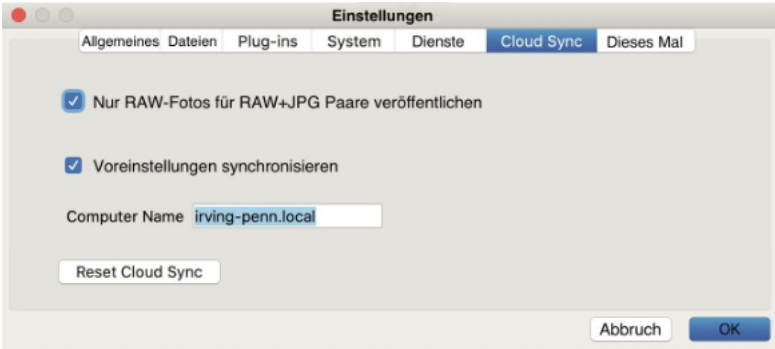 Einstellungen
Allgemeines Dateien Plug-ins System Dienste Cloud Sync Dieses Mal
Nur RAW-Fotos für RAW+JPG Paare veröffentlichen
Voreinstellungen synchronisieren
Computer Name irving-penn.local
Reset Cloud Sync
Abbruch OK